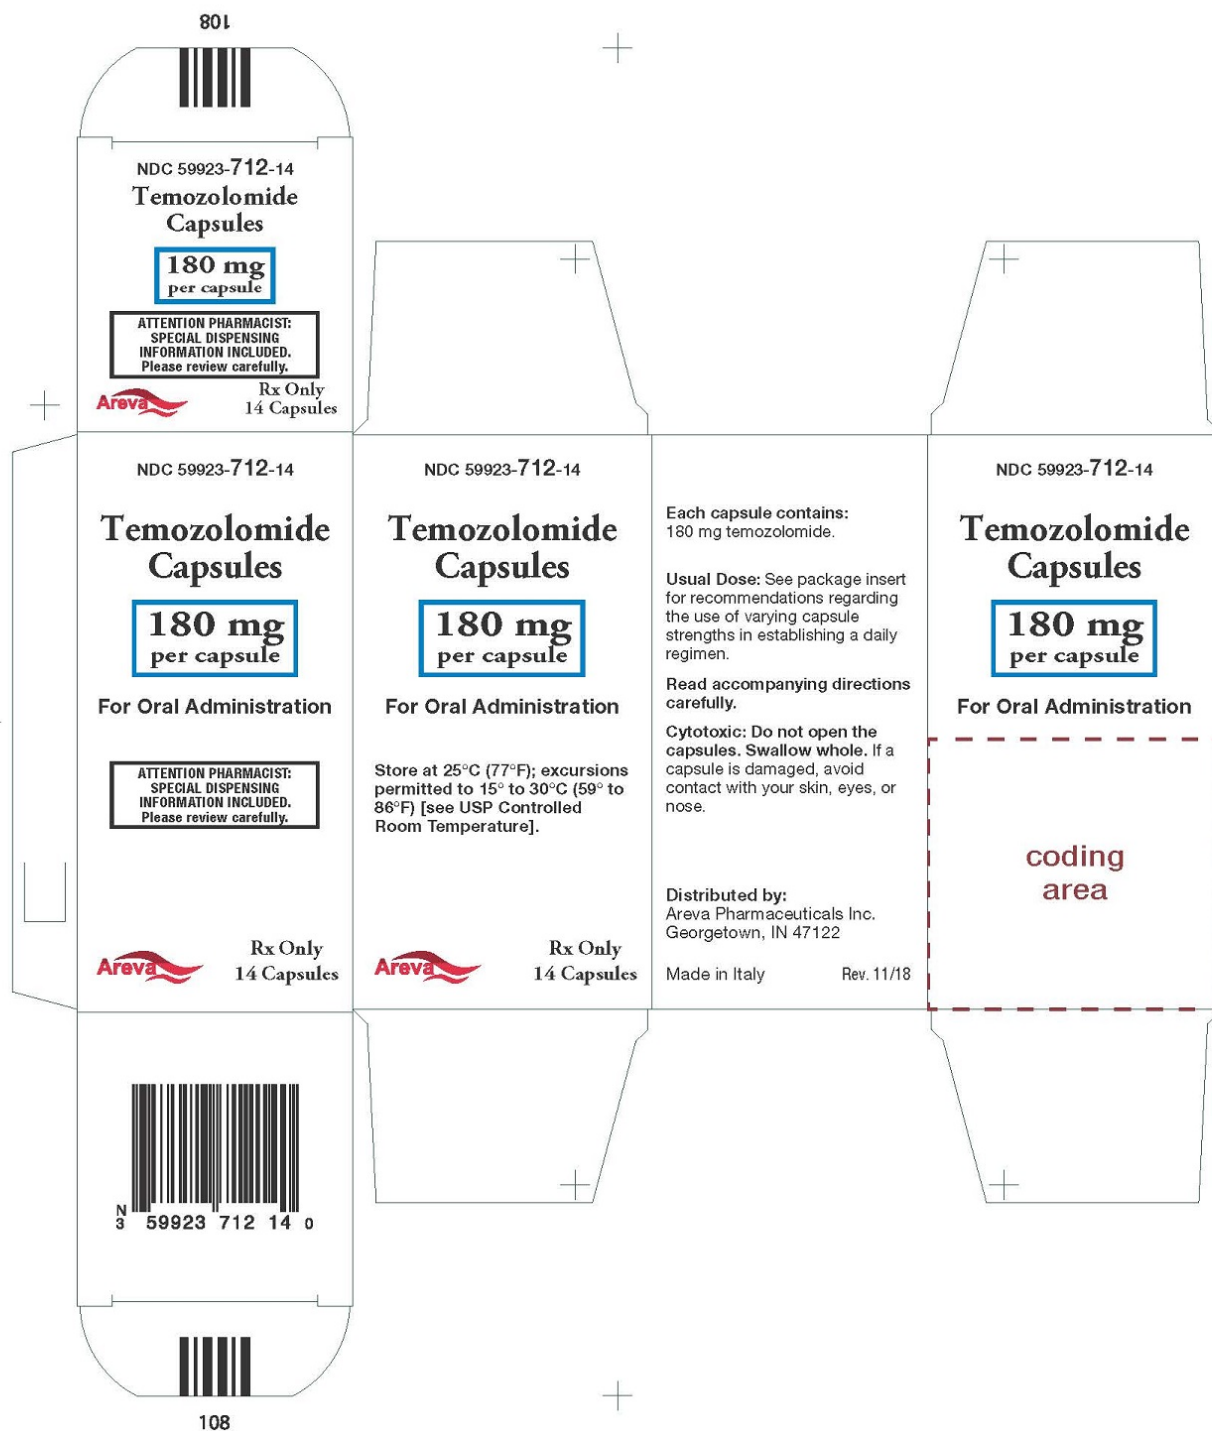 108
NDC 59923-712-14
Temozolomide
Capsules
180 mg
per capsule
ATTENTION PHARMACIST:
SPECIAL DISPENSING
INFORMATION INCLUDED.
Please review carefully.
Areva
Rx Only
14 Capsules
NDC 59923-712-14
Temozolomide
Capsules
180 mg
per capsule
For Oral Administration
ATTENTION PHARMACIST:
SPECIAL DISPENSING
INFORMATION INCLUDED.
Please review carefully.
Areva
Rx Only
14 Capsules
NDC 59923-712-14
Temozolomide
Capsules
180 mg
per capsule
For Oral Administration
Store at 25°C (77°F); excursions
permitted to 15° to 30°C (59° to
86°F) [see USP Controlled
Room Temperature].
Areva
Rx Only
14 Capsules
Each capsule contains:
180 mg temozolomide.
Usual Dose: See package insert
for recommendations regarding
the use of varying capsule
strengths in establishing a daily
regimen.
Read accompanying directions
carefully.
Cytotoxic: Do not open the
capsules. Swallow whole. If a
capsule is damaged, avoid
contact with your skin, eyes, or
nose.
Distributed by:
Areva Pharmaceuticals Inc.
Georgetown, IN 47122
Made in Italy Rev. 11/18
NDC 59923-712-14
Temozolomide
Capsules
180 mg
per capsule
For Oral Administration
coding
area
N
3 59923 712 14 0
108